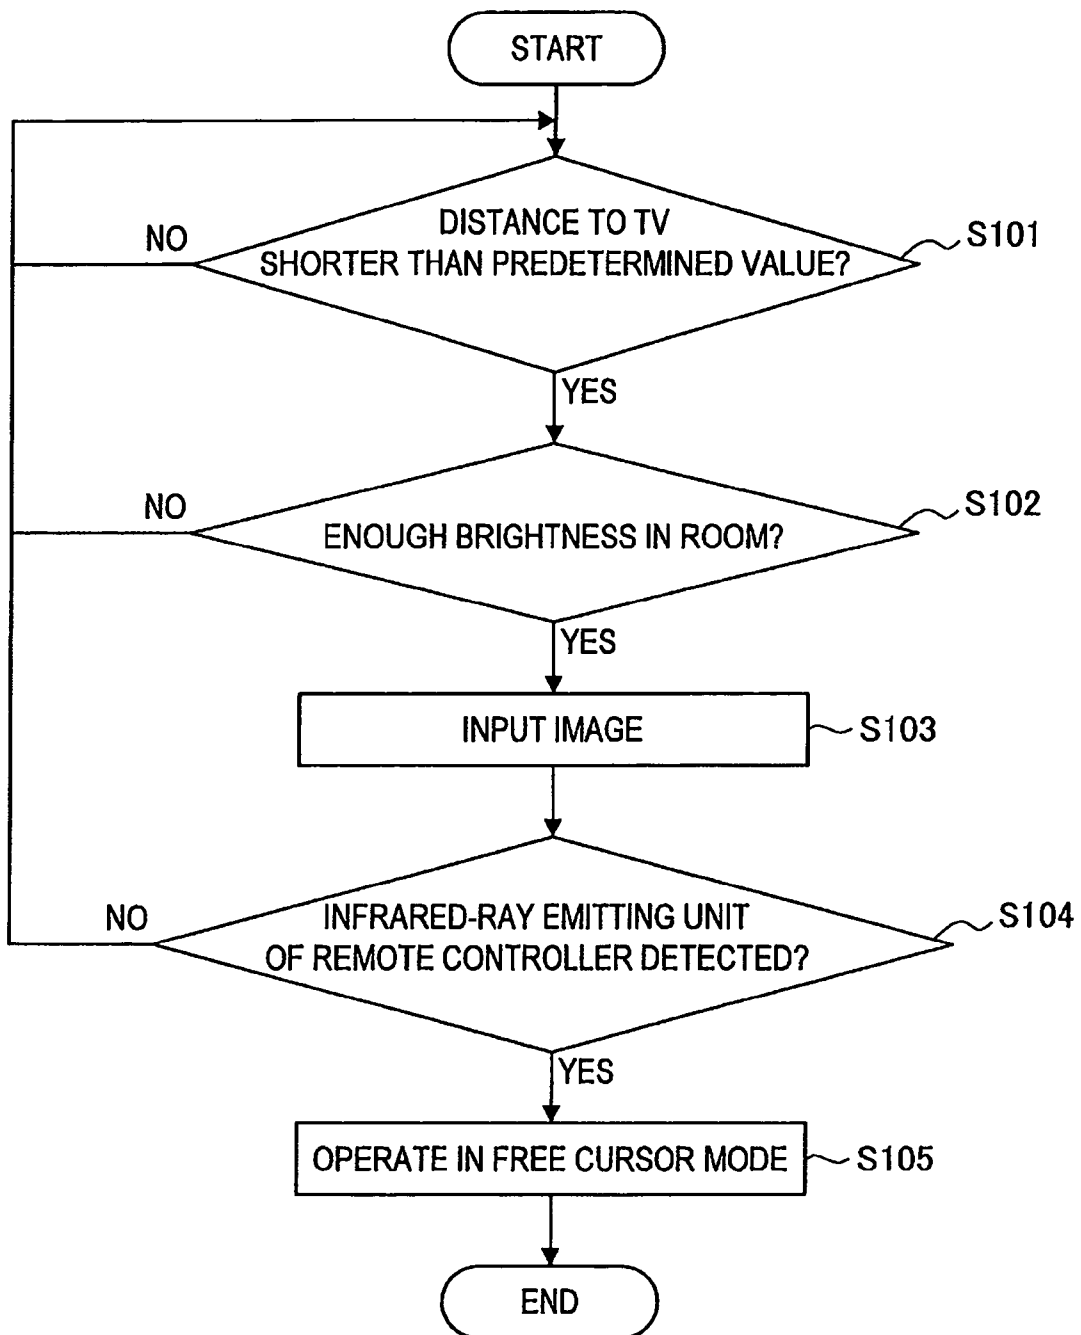 START
DISTANCE TO TV
SHORTER THAN PREDETERMINED VALUE?
S101
NO
YES
ENOUGH BRIGHTNESS IN ROOM?
S102
NO
YES
INPUT IMAGE
S103
INFRARED-RAY EMITTING UNIT
OF REMOTE CONTROLLER DETECTED?
S104
NO
YES
OPERATE IN FREE CURSOR MODE
S105
END